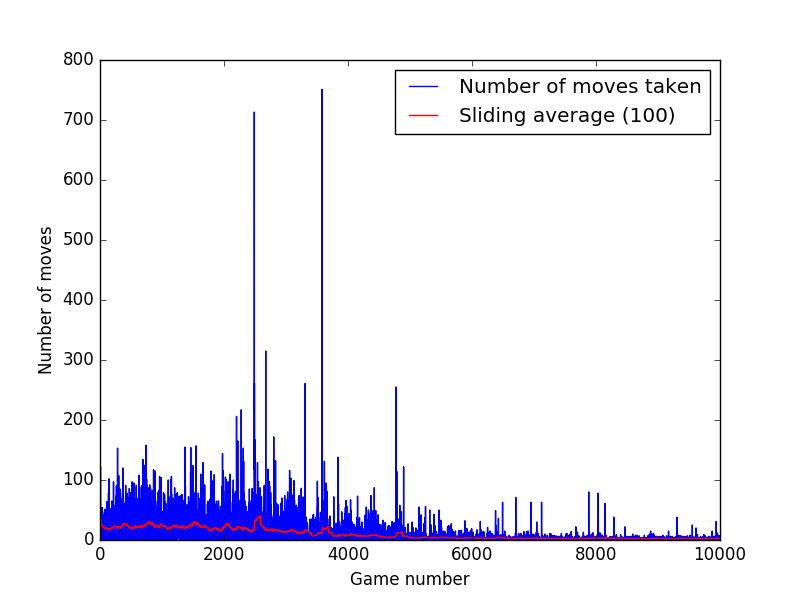 800
700
600
500
400
300
200
100
0
Number of moves
Number of moves taken
Sliding average (100)
0 2000 4000 6000 8000 10000
Game number